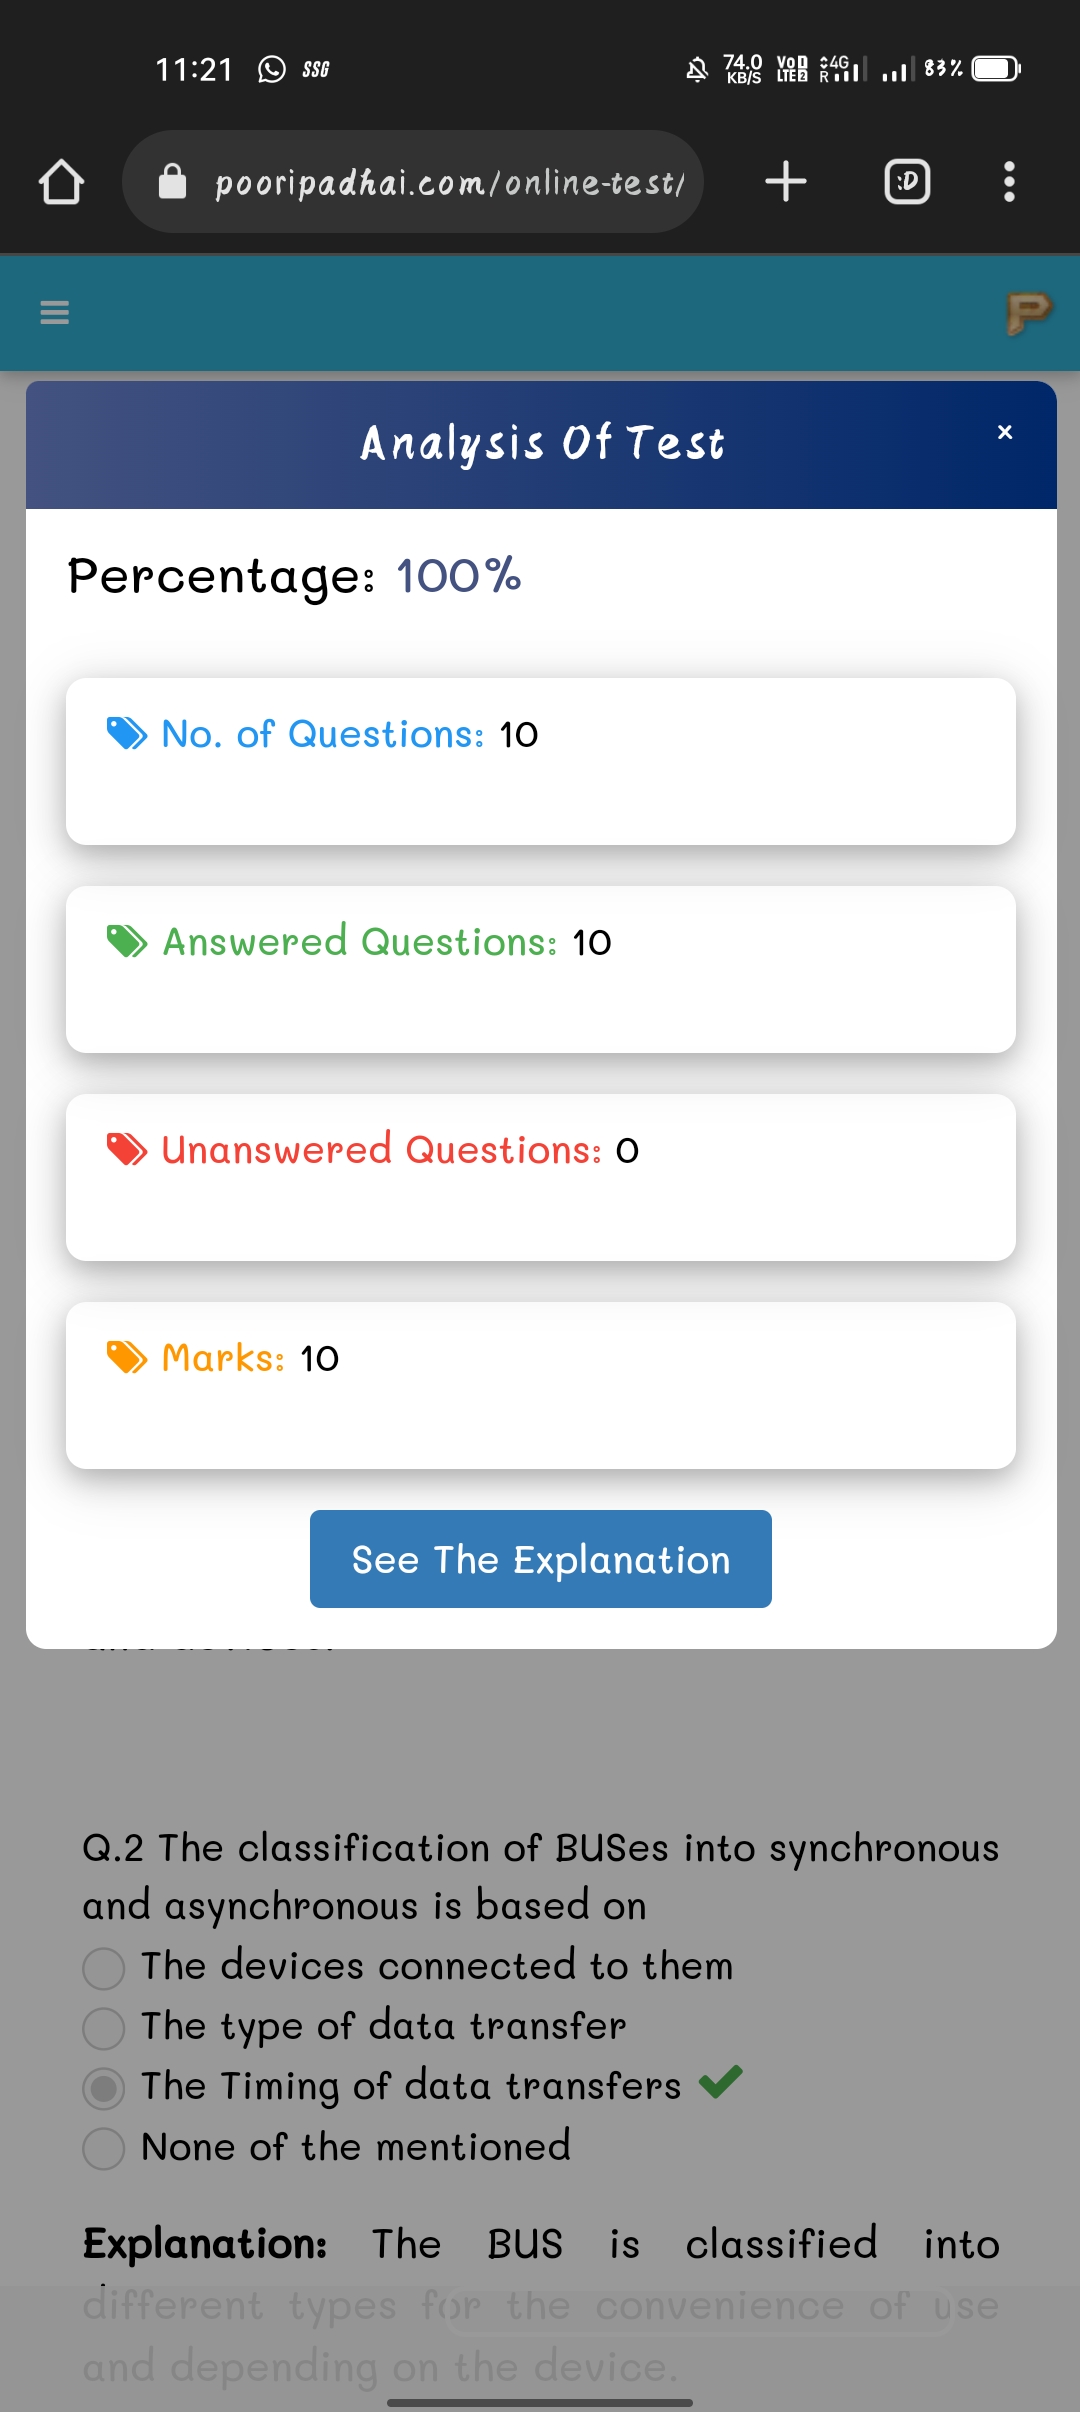 11:21 SSG 74.0 KB/S VoD LTE2 4G R 83%
pooripadhai.com/online-test/
:D
P
Analysis Of Test ×
Percentage: 100%
No. of Questions: 10
Answered Questions: 10
Unanswered Questions: 0
Marks: 10
See The Explanation
Q.2 The classification of BUSes into synchronous
and asynchronous is based on
The devices connected to them
The type of data transfer
The Timing of data transfers
None of the mentioned
Explanation: The BUS is classified into
different types for the convenience of use
and depending on the device.